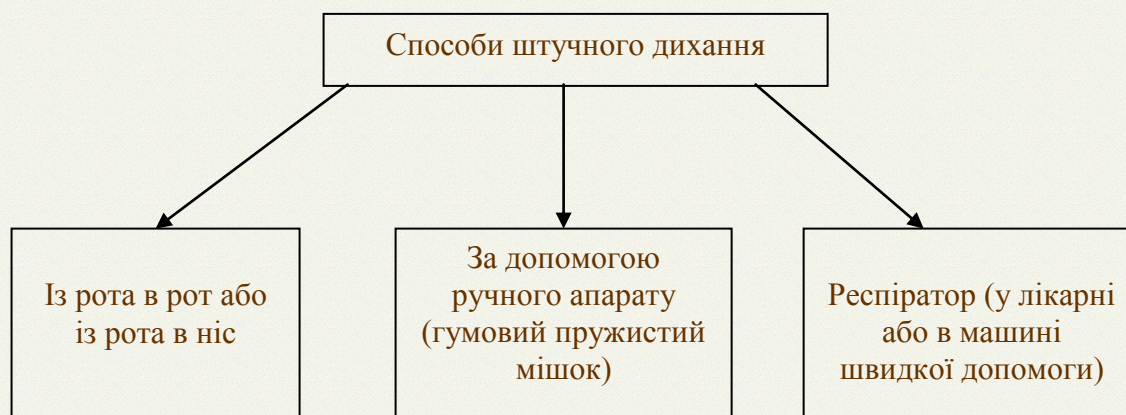 Способи штучного дихання
Із рота в рот або
із рота в ніс
За допомогою
ручного апарату
(гумовий пружистий
мішок)
Респіратор (у лікарні
або в машині
швидкої допомоги)